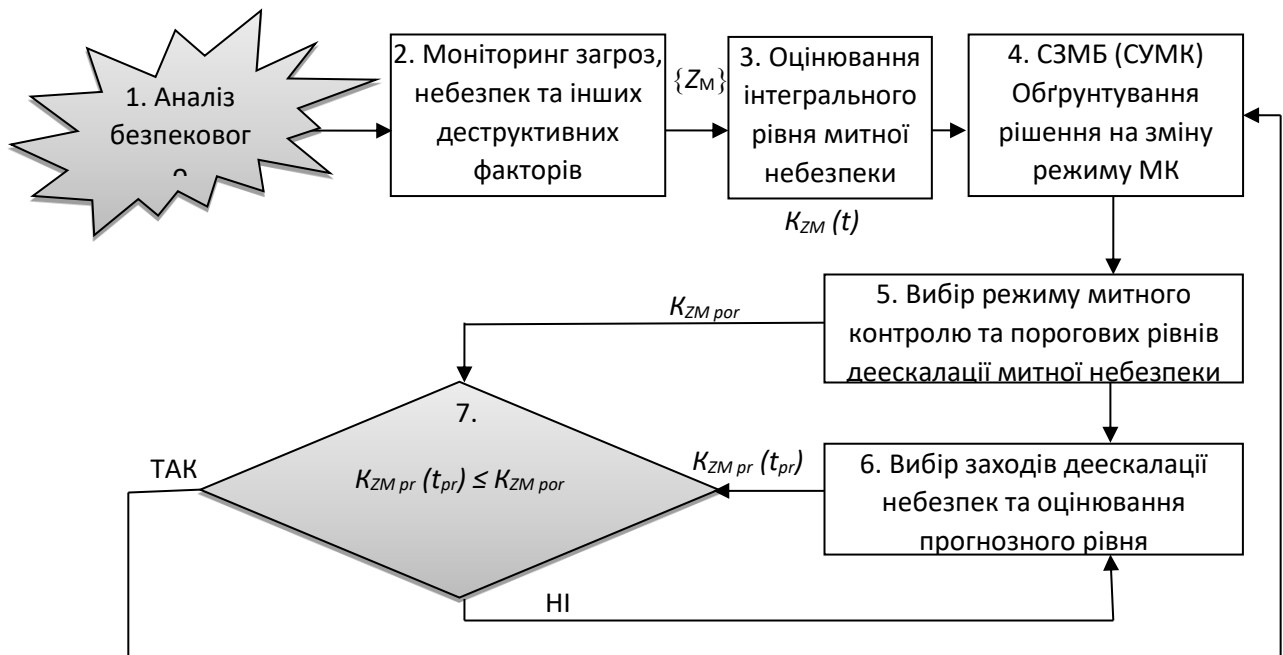 1. Аналіз
безпековог
2. Моніторинг загроз,
небезпек та інших
деструктивних
факторів
{Zм}
3. Оцінювання
інтегрального
рівня митної
небезпеки
K_ZM (t)
4. СЗМБ (СУМК)
Обґрунтування
рішення на зміну
режиму МК
5. Вибір режиму митного
контролю та порогових рівнів
деескалації митної небезпеки
K_ZM por
6. Вибір заходів деескалації
небезпек та оцінювання
прогнозного рівня
K_ZM pr (t_pr)
7.
K_ZM pr (t_pr) ≤ K_ZM por
ТАК
НІ